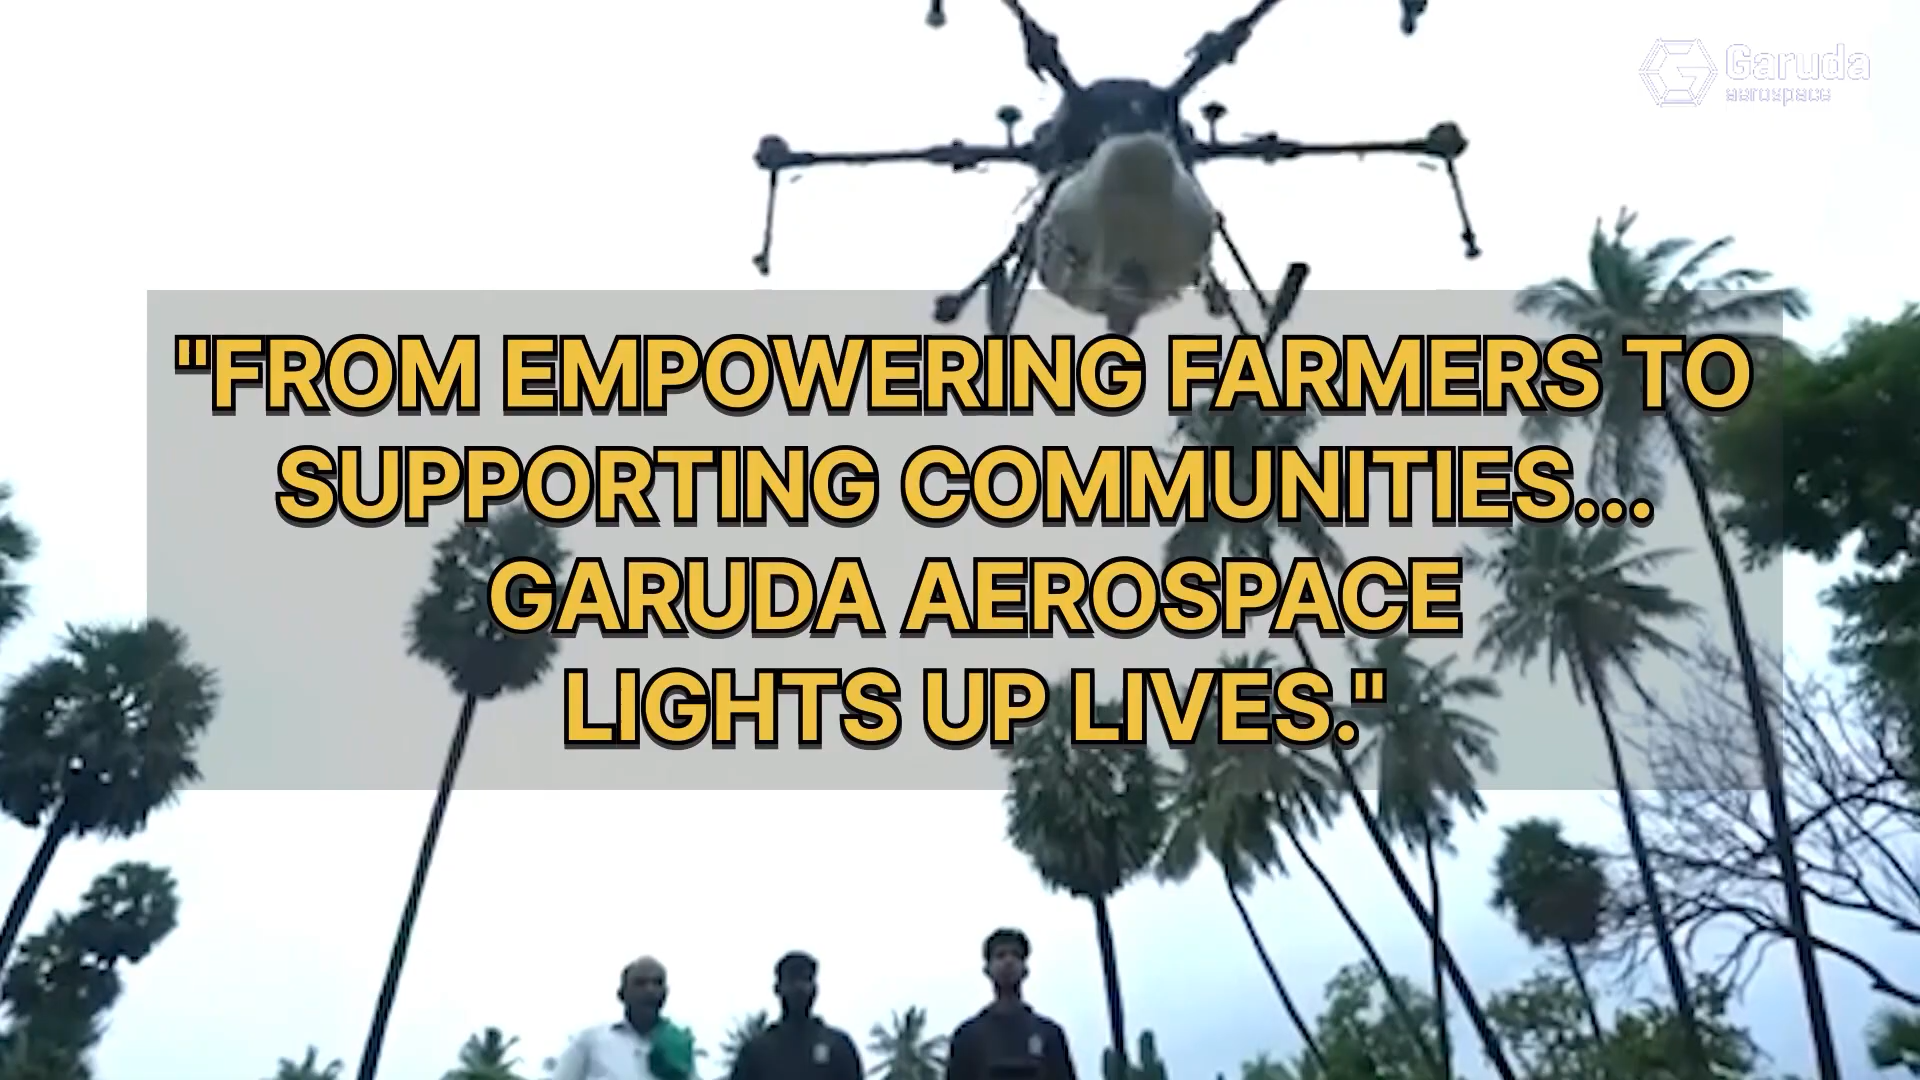 Garuda
aerospace
"FROM EMPOWERING FARMERS TO
SUPPORTING COMMUNITIES...
GARUDA AEROSPACE
LIGHTS UP LIVES."